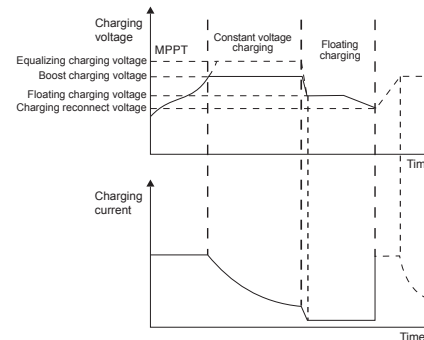 Charging
voltage
MPPT
Constant voltage
charging
Floating
charging
Equalizing charging voltage
Boost charging voltage
Floating charging voltage
Charging reconnect voltage
Tim
Charging
current
Time